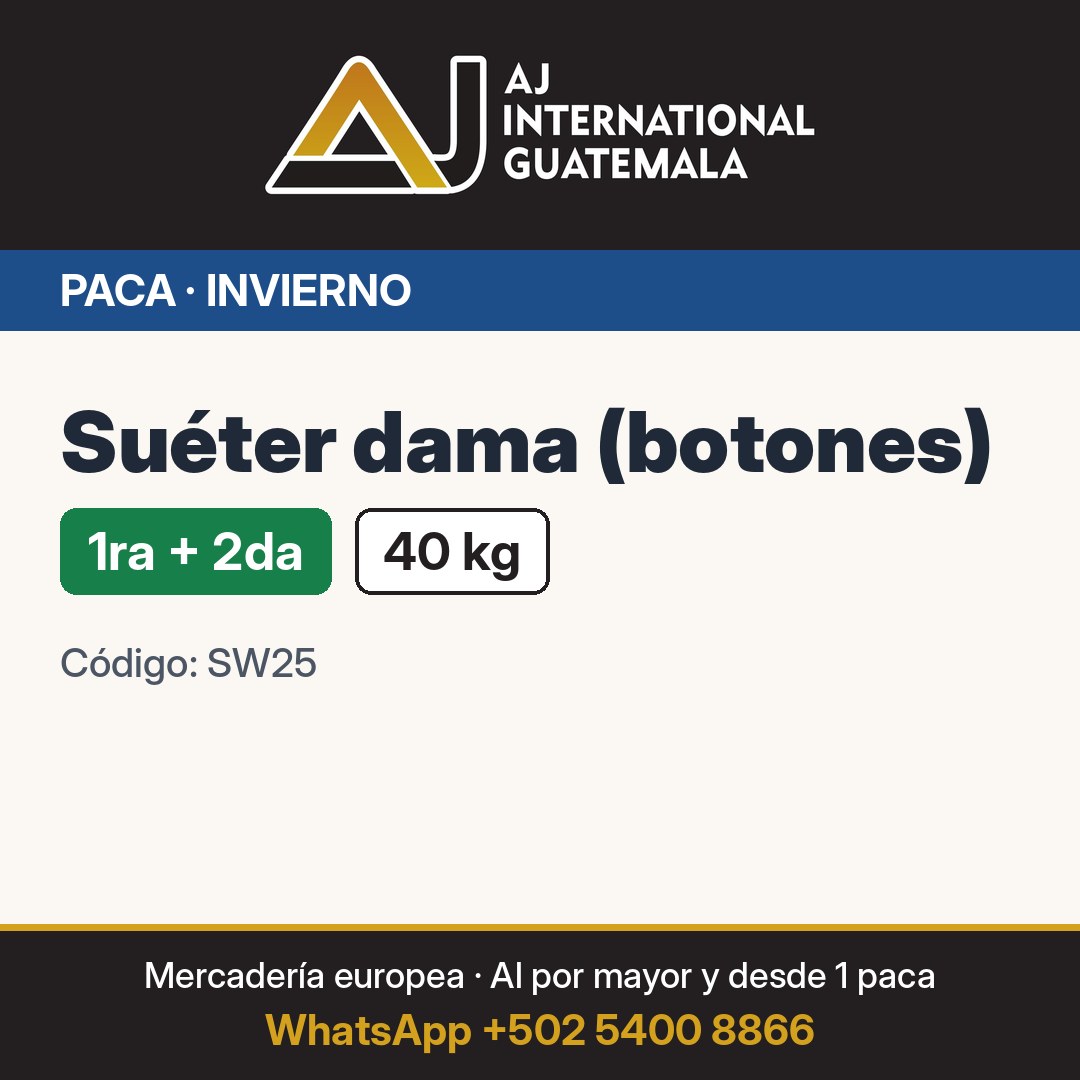 AJ
AJ
INTERNATIONAL
GUATEMALA
PACA · INVIERNO
Suéter dama (botones)
1ra + 2da
40 kg
Código: SW25
Mercadería europea · Al por mayor y desde 1 paca
WhatsApp +502 5400 8866